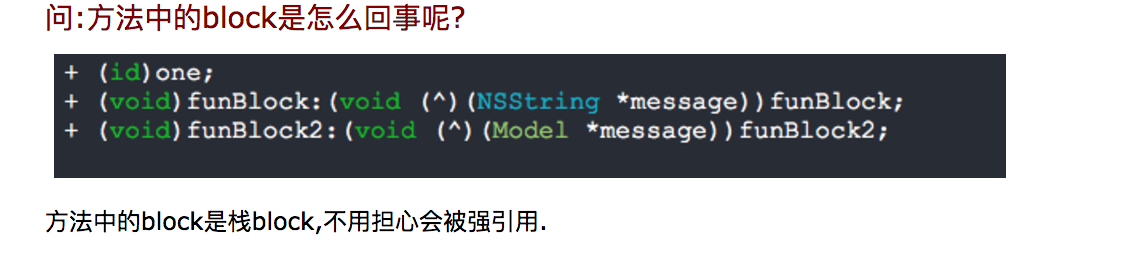 问:方法中的block是怎么回事呢?
+ (id)one;
+ (void)funBlock:(void (^)(NSString *message))funBlock;
+ (void)funBlock2:(void (^)(Model *message))funBlock2;
方法中的block是栈block,不用担心会被强引用.